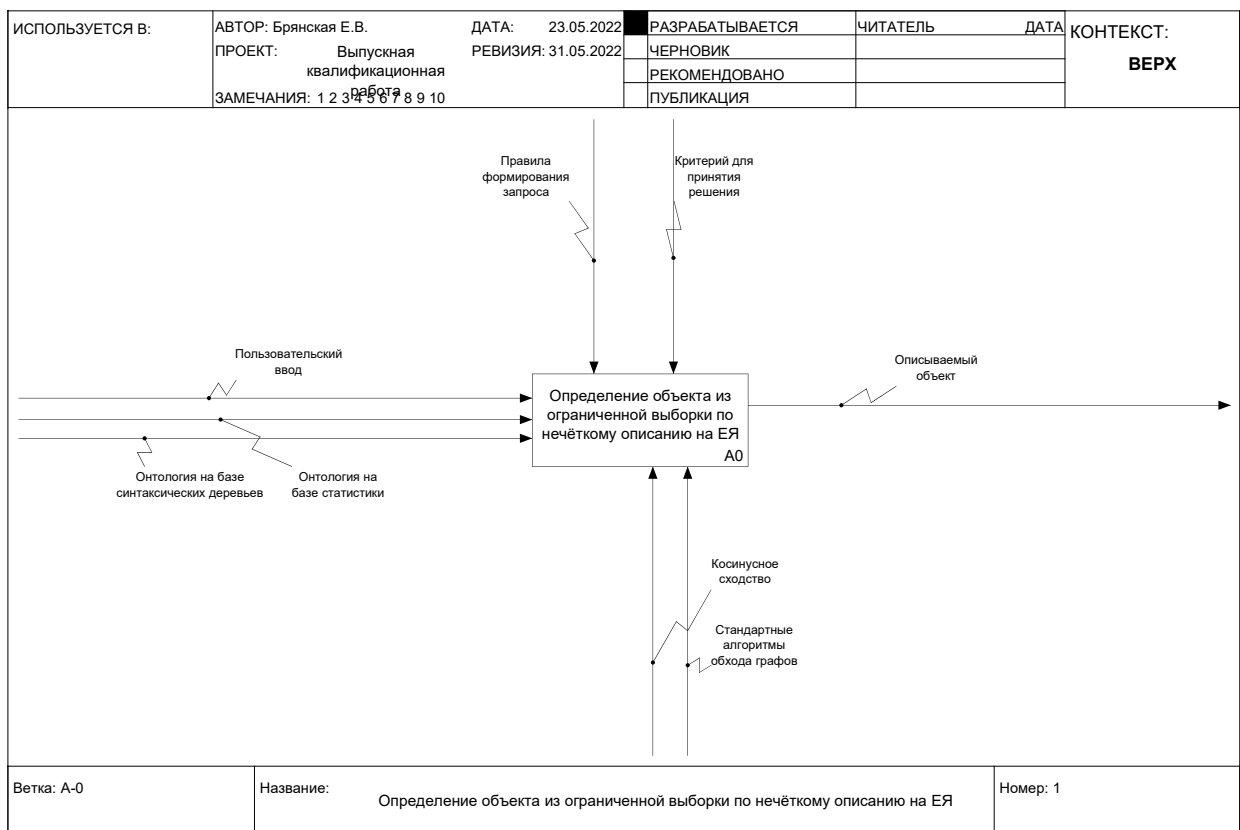 ИСПОЛЬЗУЕТСЯ В:
АВТОР: Брянская Е.В.
ДАТА: 23.05.2022
ПРОЕКТ: Выпускная
квалификационная
работа
РЕВИЗИЯ: 31.05.2022
ЗАМЕЧАНИЯ: 1 2 3 4 5 6 7 8 9 10
РАЗРАБАТЫВАЕТСЯ
ЧЕРНОВИК
РЕКОМЕНДОВАНО
ПУБЛИКАЦИЯ
ЧИТАТЕЛЬ ДАТА
КОНТЕКСТ:
ВЕРХ
Правила
формирования
запроса
Критерий для
принятия
решения
Пользовательский
ввод
Описываемый
объект
Определение объекта из
ограниченной выборки по
нечёткому описанию на ЕЯ
A0
Онтология на базе
синтаксических деревьев
Онтология на
базе статистики
Косинусное
сходство
Стандартные
алгоритмы
обхода графов
Ветка: A-0
Название:
Определение объекта из ограниченной выборки по нечёткому описанию на ЕЯ
Номер: 1